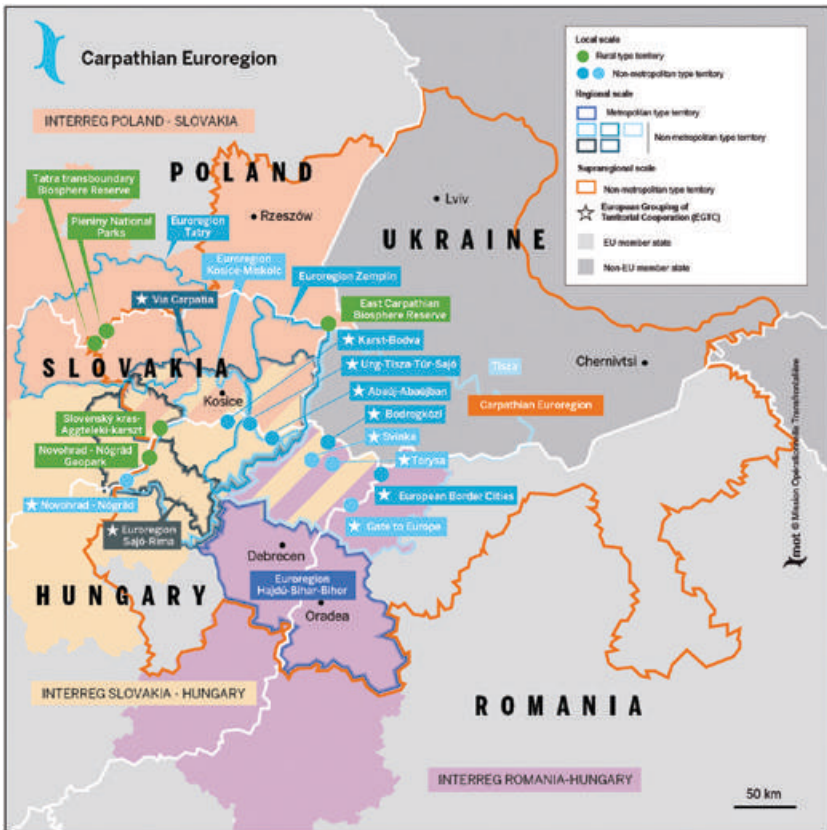 Carpathian Euroregion
Local scale
Rural type territory
Non-metropolitan type territory
Regional scale
Metropolitan type territory
Non-metropolitan type territory
Supraregional scale
Non-metropolitan type territory
European Grouping of
Territorial Cooperation (EGTC)
EU member state
Non-EU member state
INTERREG POLAND - SLOVAKIA
POLAND
Tatra transboundary
Biosphere Reserve
Pieniny National
Parks
Euroregion
Tatry
Rzeszów
Lviv
UKRAINE
Euroregion
Kosice-Miskolc
Euroregion Zemplin
Via Carpatia
East Carpathian
Biosphere Reserve
Karst-Bodva
SLOVAKIA
Ung-Tisza-Túr-Sajó
Chernivtsi
Tisza
Kosice
Abaúj-Abaújban
Carpathian Euroregion
Slovenský kras-
Aggteleki-karszt
Bodrogközi
Svinka
Novohrad - Nógrád
Geopark
Torysa
Novohrad - Nógrád
European Border Cities
Gate to Europe
Euroregion
Sajó-Rima
Debrecen
HUNGARY
Euroregion
Hajdú-Bihar-Bihor
Oradea
INTERREG SLOVAKIA - HUNGARY
ROMANIA
INTERREG ROMANIA-HUNGARY
50 km
mot © Mission Opérationnelle Transfrontalière